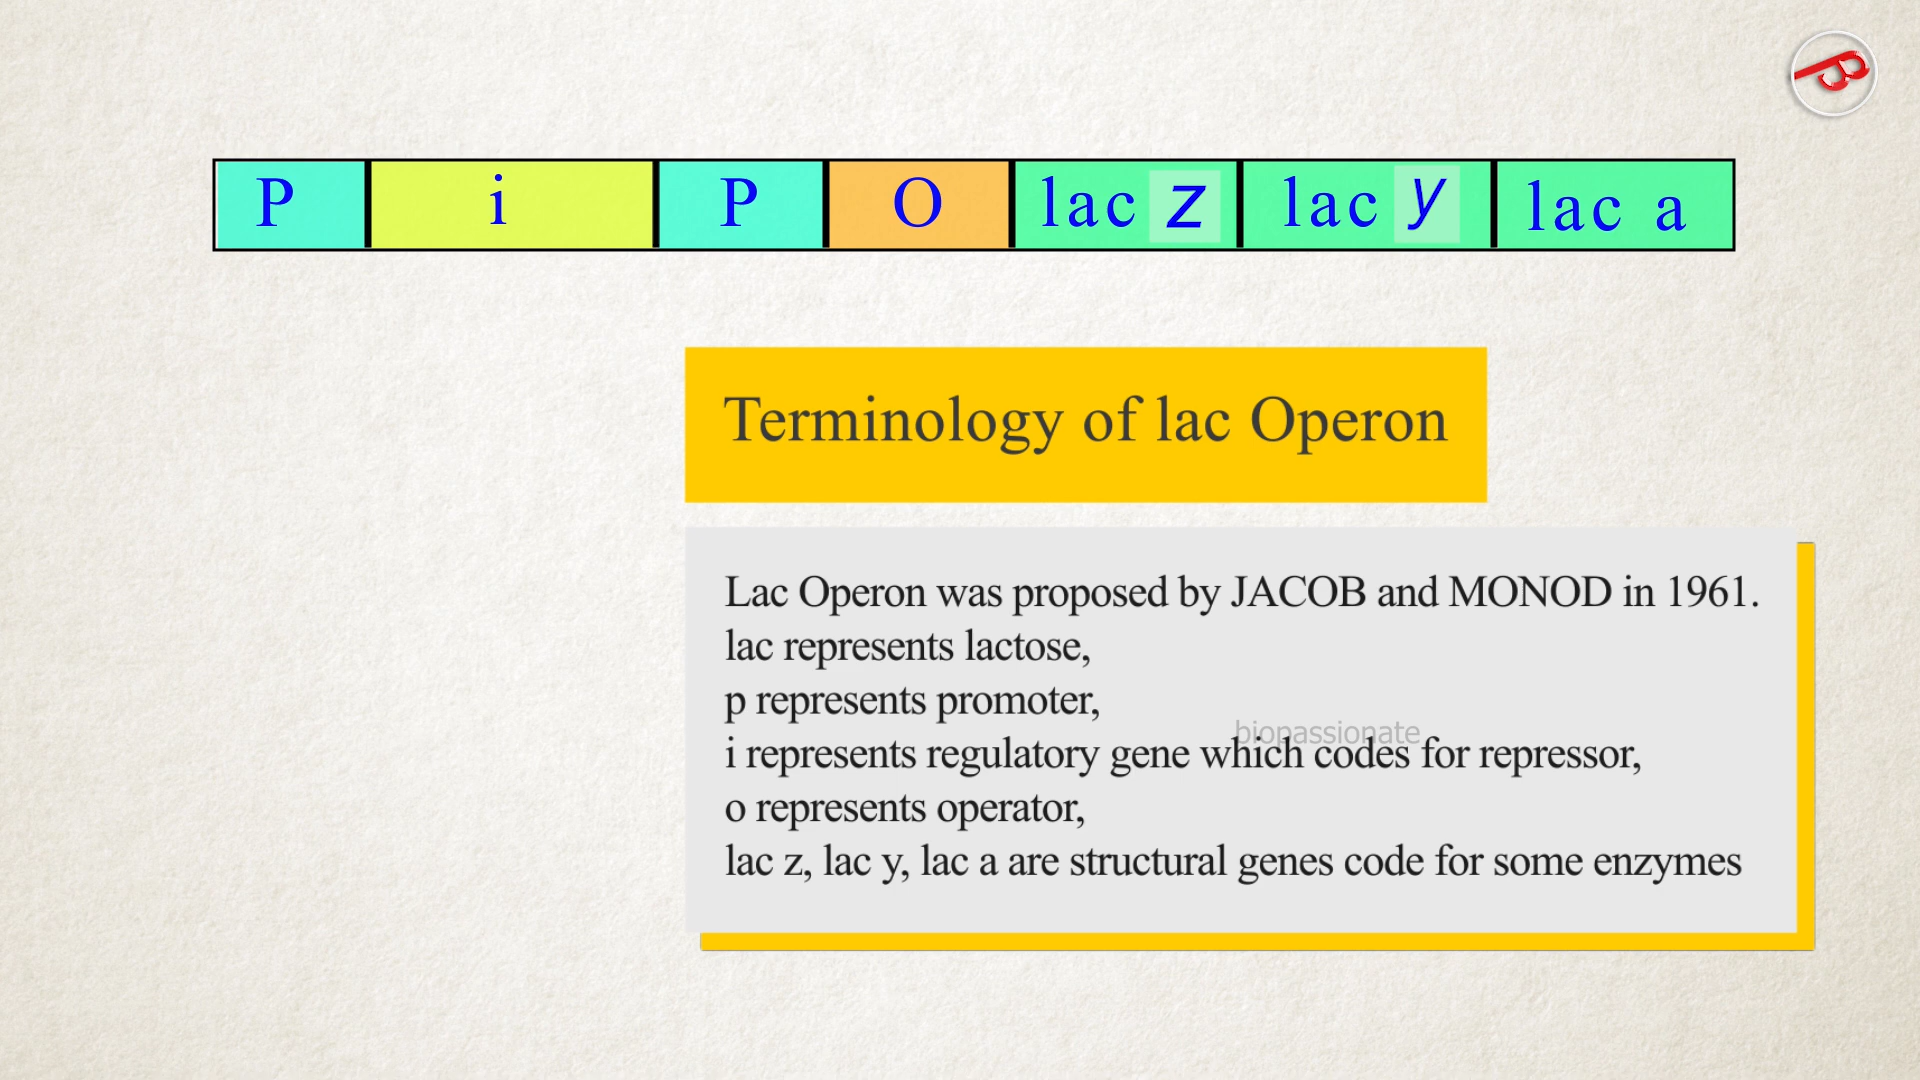 P i P O lac z lac y lac a
Terminology of lac Operon
Lac Operon was proposed by JACOB and MONOD in 1961.
lac represents lactose,
p represents promoter,
biopassionate
i represents regulatory gene which codes for repressor,
o represents operator,
lac z, lac y, lac a are structural genes code for some enzymes